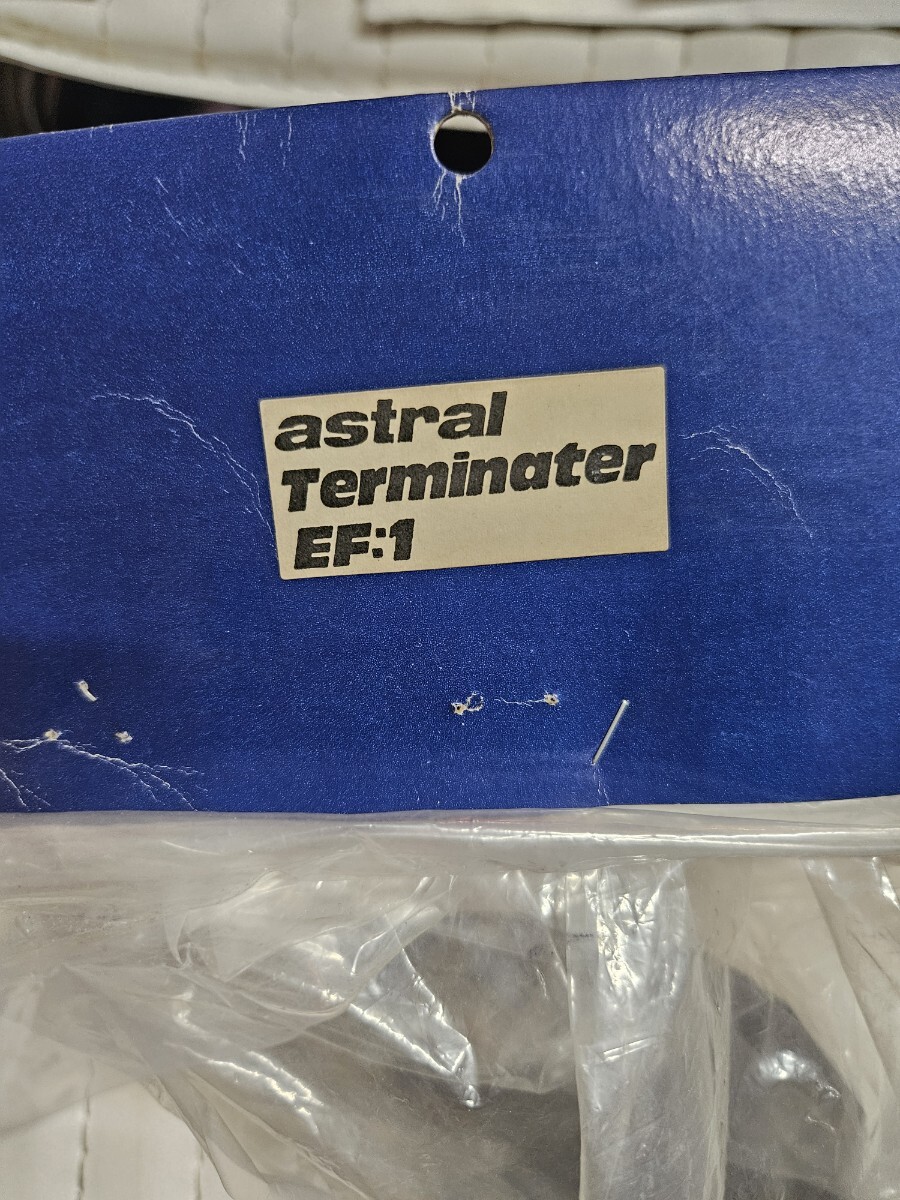 astral
Terminater
EF:1